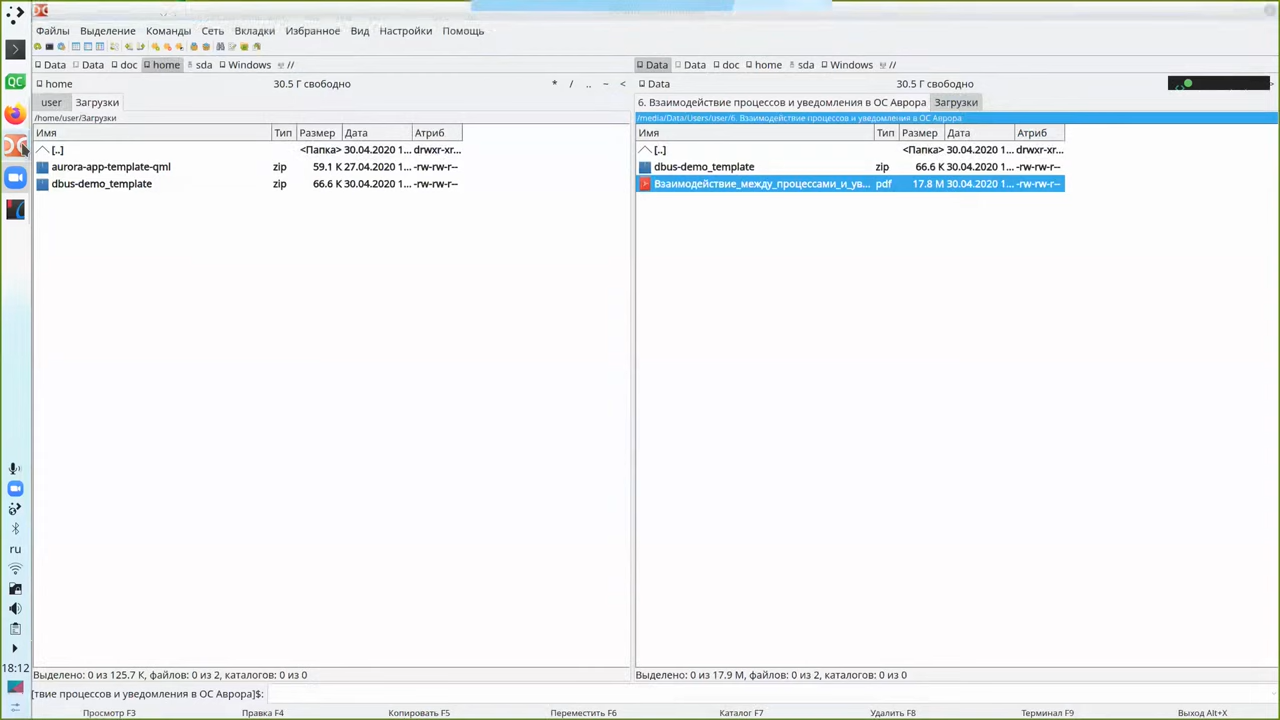 Файлы Выделение Команды Сеть Вкладки Избранное Вид Настройки Помощь
Data Data doc home sda Windows //
Data Data doc home sda Windows //
home 30.5 Г свободно * / .. ~ <
Data 30.5 Г свободно
user Загрузки
6. Взаимодействие процессов и уведомления в ОС Аврора Загрузки
/home/user/Загрузки
/media/Data/Users/user/6. Взаимодействие процессов и уведомления в ОС Аврора
Имя Тип Размер Дата Атриб
[..] <Папка> 30.04.2020 1... drwxr-xr...
aurora-app-template-qml zip 59.1 K 27.04.2020 1... -rw-rw-r--
dbus-demo_template zip 66.6 K 30.04.2020 1... -rw-rw-r--
Имя Тип Размер Дата Атриб
[..] <Папка> 30.04.2020 1... drwxr-xr...
dbus-demo_template zip 66.6 K 30.04.2020 1... -rw-rw-r--
Взаимодействие_между_процессами_и_ув... pdf 17.8 M 30.04.2020 1... -rw-rw-r--
QC
ru
18:12
Выделено: 0 из 125.7 K, файлов: 0 из 2, каталогов: 0 из 0
Выделено: 0 из 17.9 M, файлов: 0 из 2, каталогов: 0 из 0
[твие процессов и уведомления в ОС Аврора]$:
Просмотр F3 Правка F4 Копировать F5 Переместить F6 Каталог F7 Удалить F8 Терминал F9 Выход Alt+X